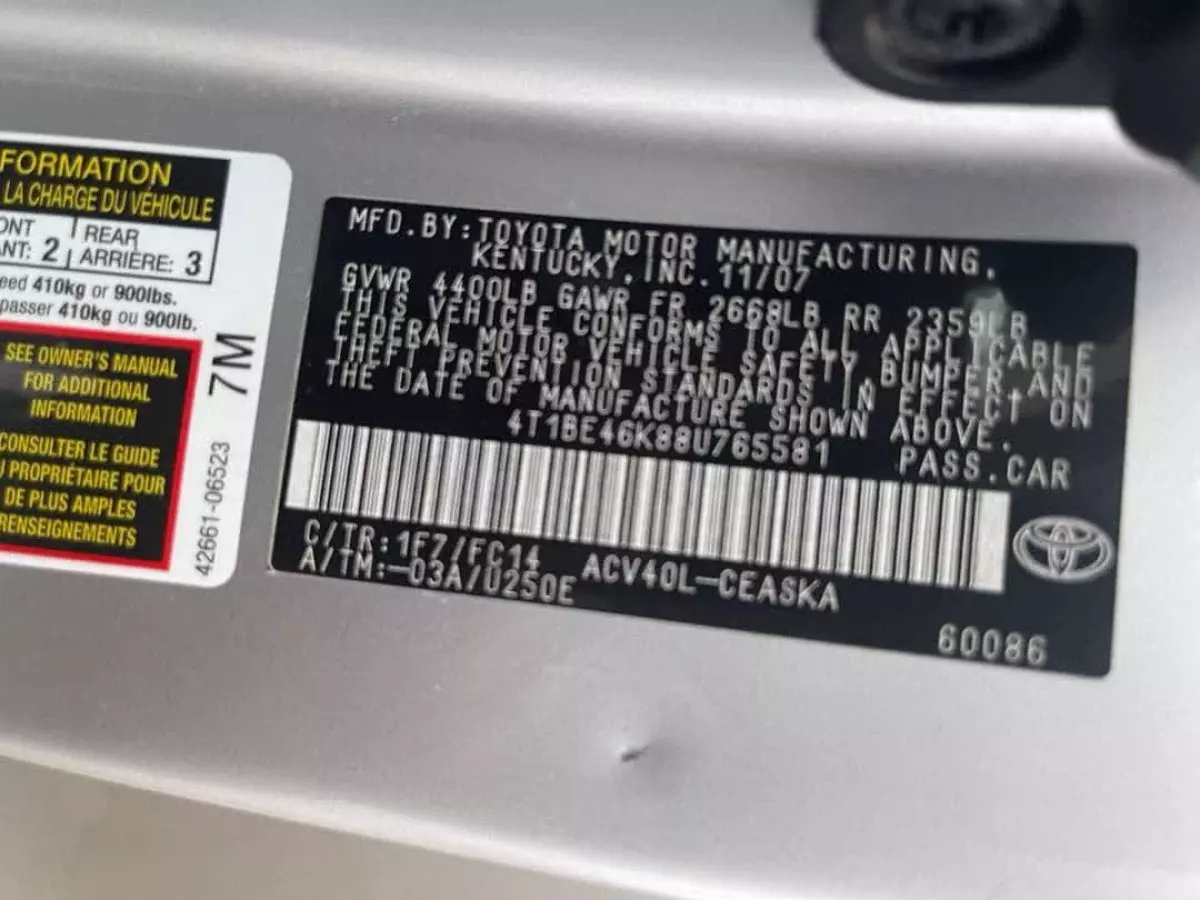 FORMATION
LA CHARGE DU VÉHICULE
ONT REAR
ANT: 2 ARRIÈRE: 3
eed 410kg or 900lbs.
passer 410kg ou 900lb.
SEE OWNER'S MANUAL
FOR ADDITIONAL
INFORMATION
CONSULTER LE GUIDE
U PROPRIÉTAIRE POUR
DE PLUS AMPLES
RENSEIGNEMENTS
7M
42661-06523
MFD.BY:TOYOTA MOTOR MANUFACTURING,
KENTUCKY,INC.11/07
GVWR 4400LB GAWR FR 2668LB RR 2359LB
THIS VEHICLE CONFORMS TO ALL APPLICABLE
FEDERAL MOTOR VEHICLE SAFETY,BUMPER,AND
THEFT PREVENTION STANDARDS IN EFFECT ON
THE DATE OF MANUFACTURE SHOWN ABOVE.
4T1BE46K88U765581 PASS.CAR
C/TR:1F7/FC14
A/TM:-03A/U250E ACV40L-CEASKA
60086